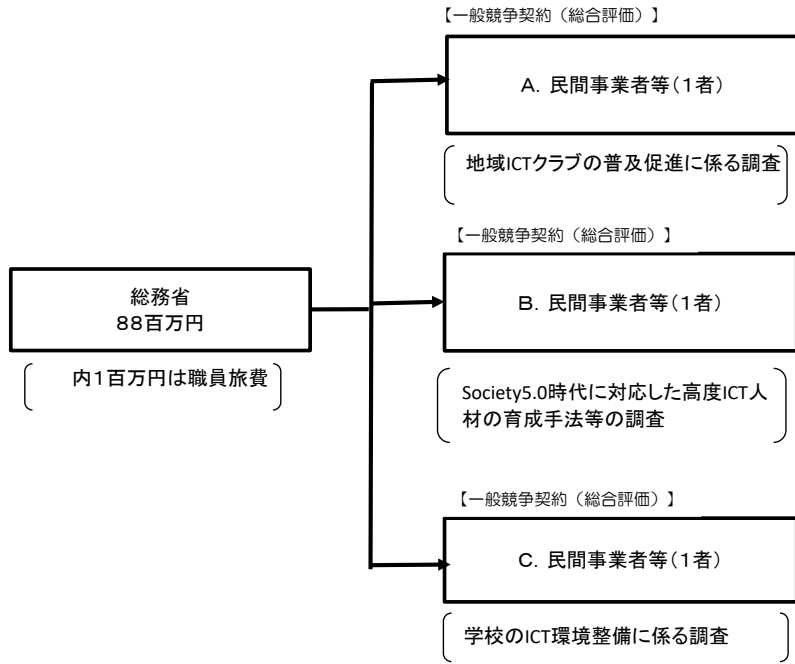 【一般競争契約（総合評価）】
A．民間事業者等（１者）
地域ICTクラブの普及促進に係る調査
【一般競争契約（総合評価）】
総務省
８８百万円
B．民間事業者等（１者）
内１百万円は職員旅費
Society5.0時代に対応した高度ICT人
材の育成手法等の調査
【一般競争契約（総合評価）】
C．民間事業者等（１者）
学校のICT環境整備に係る調査